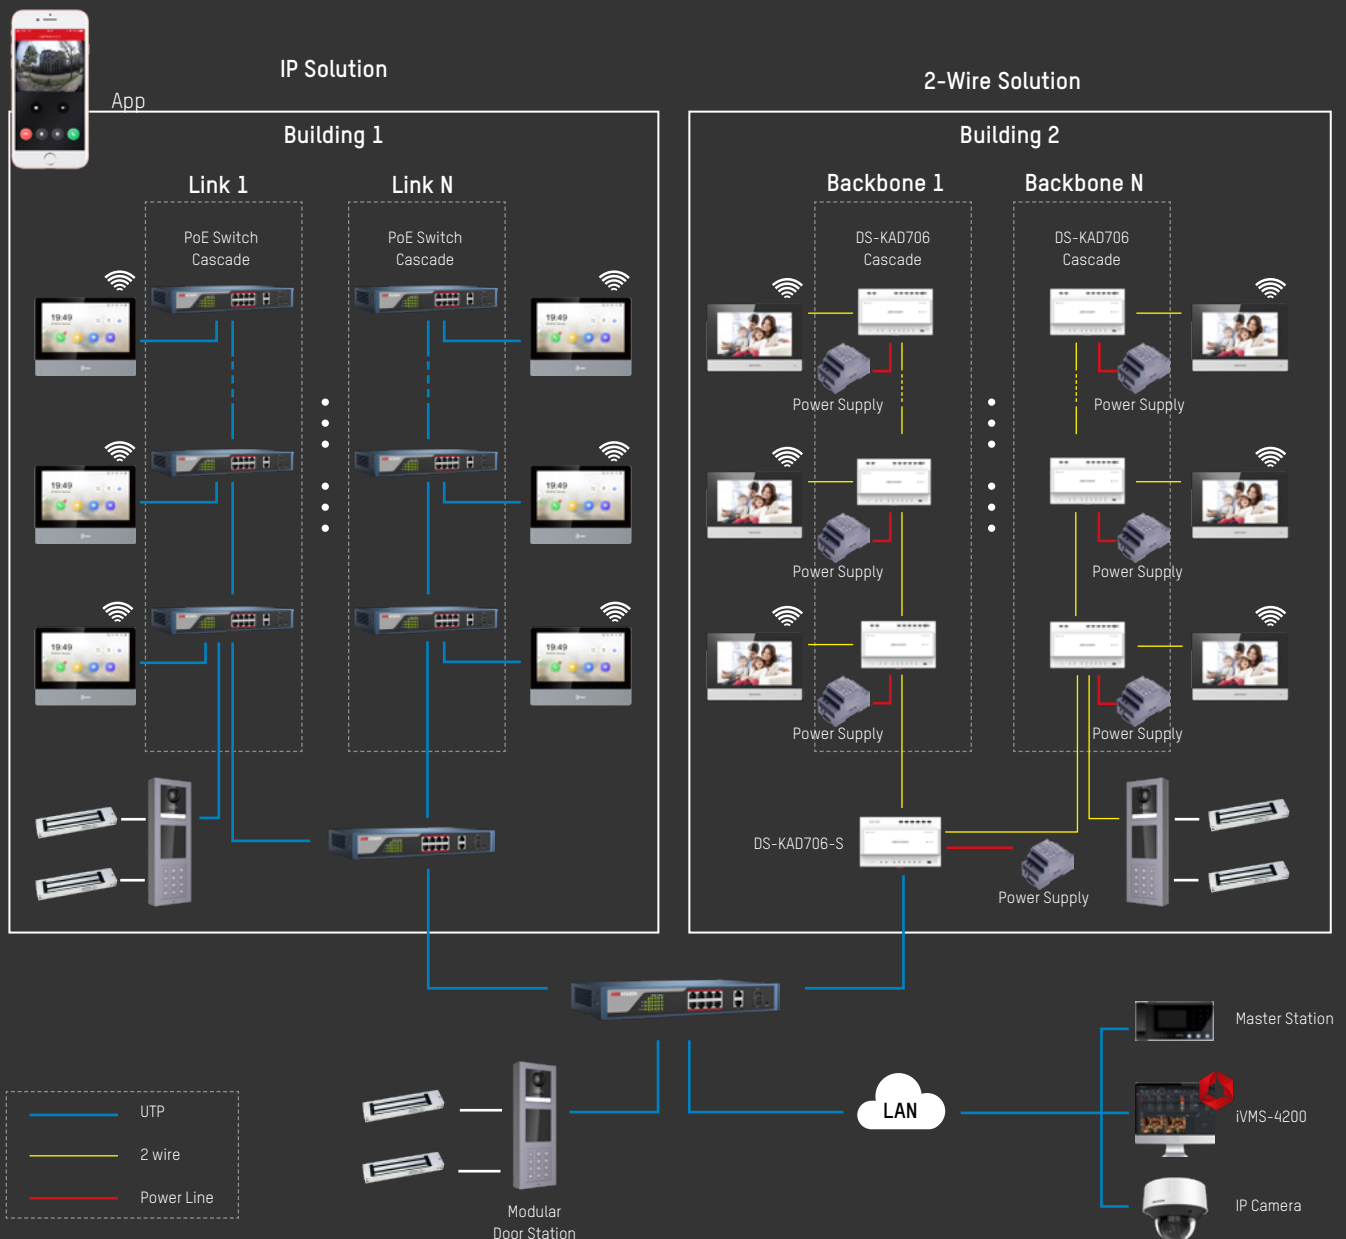 IP Solution
2-Wire Solution
App
Building 1
Building 2
Link 1
Link N
Backbone 1
Backbone N
PoE Switch
Cascade
PoE Switch
Cascade
DS-KAD706
Cascade
DS-KAD706
Cascade
19:49
19:49
Power Supply
Power Supply
19:49
19:49
Power Supply
Power Supply
19:49
19:49
Power Supply
Power Supply
DS-KAD706-S
Power Supply
Master Station
LAN
UTP
iVMS-4200
2 wire
Power Line
IP Camera
Modular
Door Station